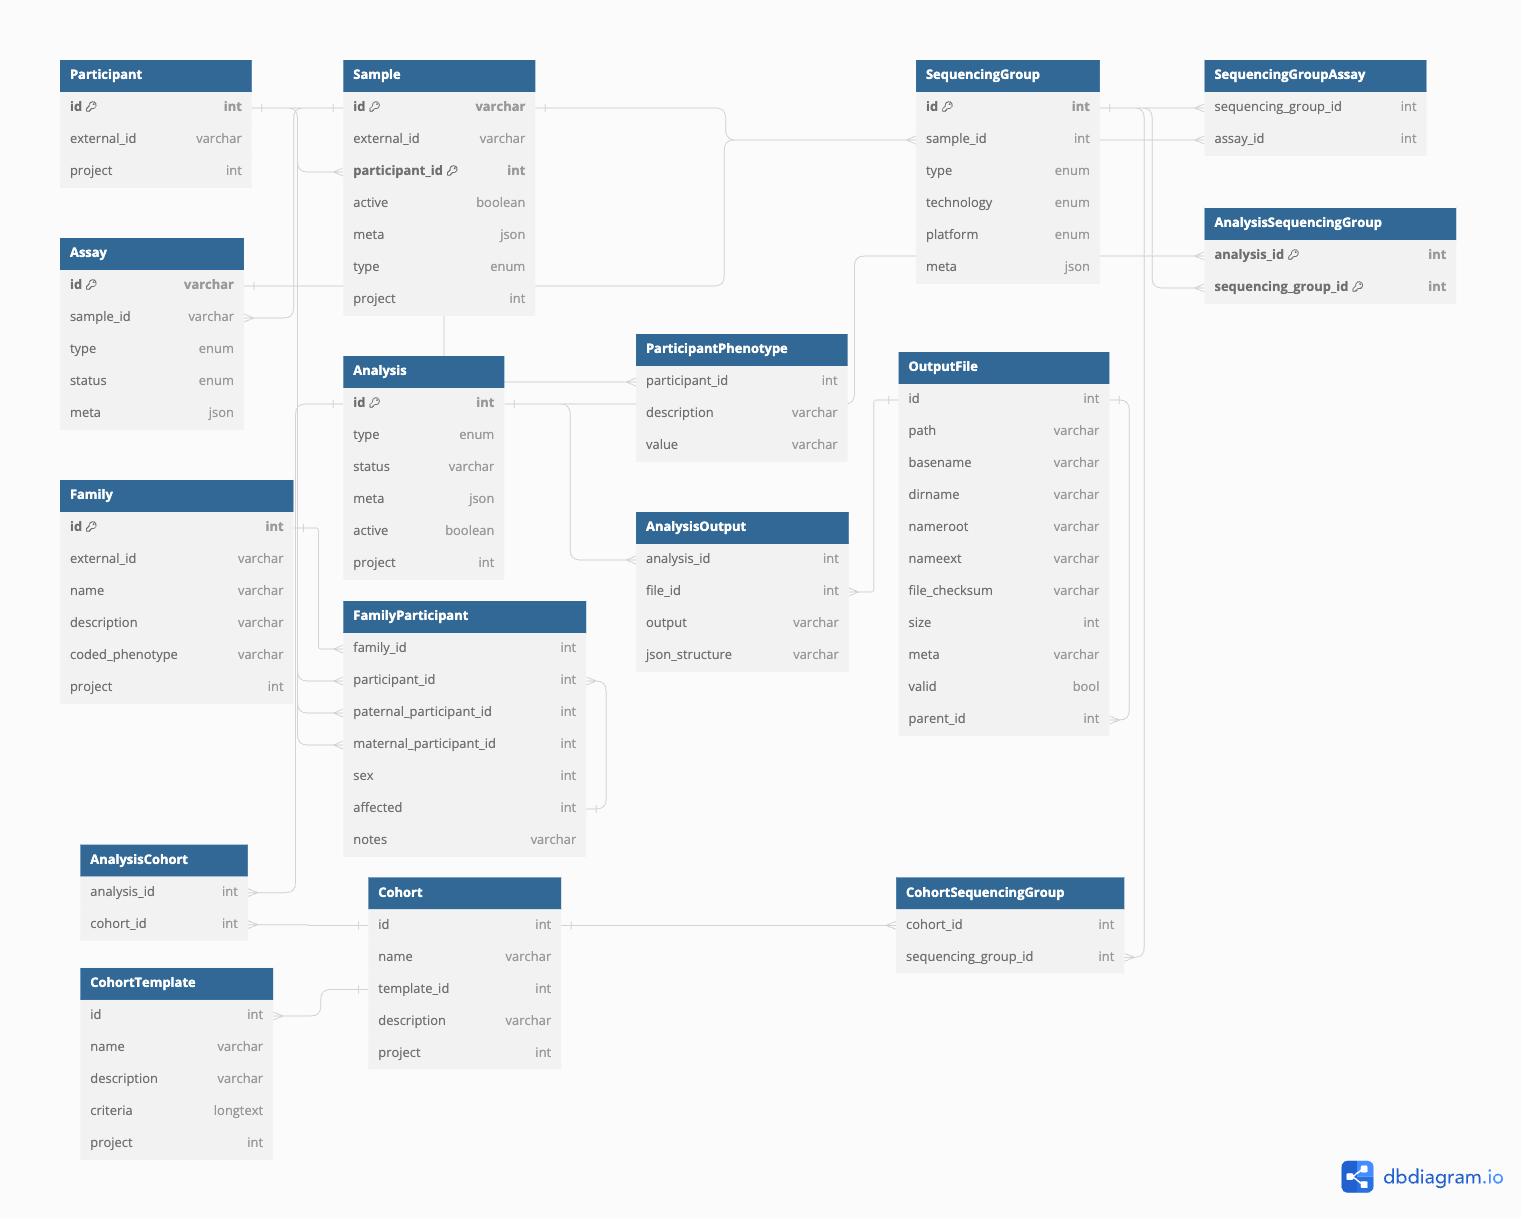 Participant
id int
external_id varchar
project int
Sample
id varchar
external_id varchar
participant_id int
active boolean
meta json
type enum
project int
SequencingGroup
id int
sample_id int
type enum
technology enum
platform enum
meta json
SequencingGroupAssay
sequencing_group_id int
assay_id int
AnalysisSequencingGroup
analysis_id int
sequencing_group_id int
Assay
id varchar
sample_id varchar
type enum
status enum
meta json
Analysis
id int
type enum
status varchar
meta json
active boolean
project int
ParticipantPhenotype
participant_id int
description varchar
value varchar
OutputFile
id int
path varchar
basename varchar
dirname varchar
nameroot varchar
nameext varchar
file_checksum varchar
size int
meta varchar
valid bool
parent_id int
Family
id int
external_id varchar
name varchar
description varchar
coded_phenotype varchar
project int
AnalysisOutput
analysis_id int
file_id int
output varchar
json_structure varchar
FamilyParticipant
family_id int
participant_id int
paternal_participant_id int
maternal_participant_id int
sex int
affected int
notes varchar
AnalysisCohort
analysis_id int
cohort_id int
Cohort
id int
name varchar
template_id int
description varchar
project int
CohortSequencingGroup
cohort_id int
sequencing_group_id int
CohortTemplate
id int
name varchar
description varchar
criteria longtext
project int
dbdiagram.io